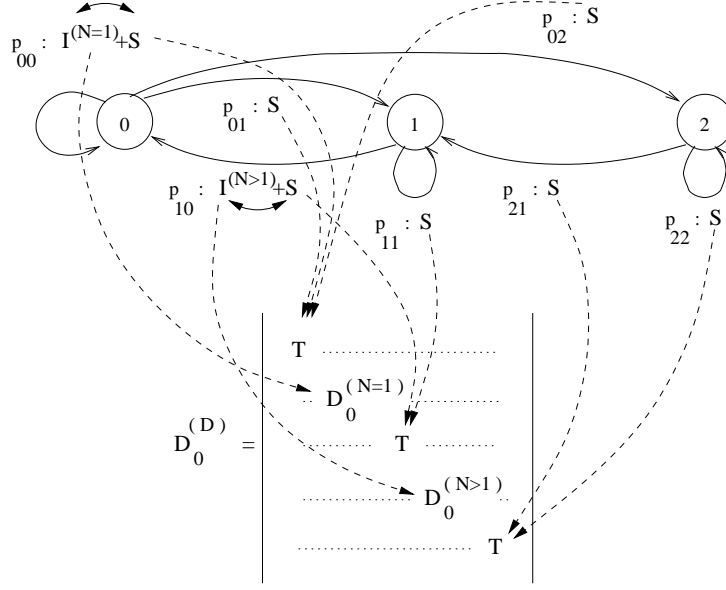 p00 : I(N=1)+S
p02 : S
0
1
2
p01 : S
p10 : I(N>1)+S
p11 : S
p21 : S
p22 : S
T
D0(N=1)
D0(D) =
T
D0(N>1)
T